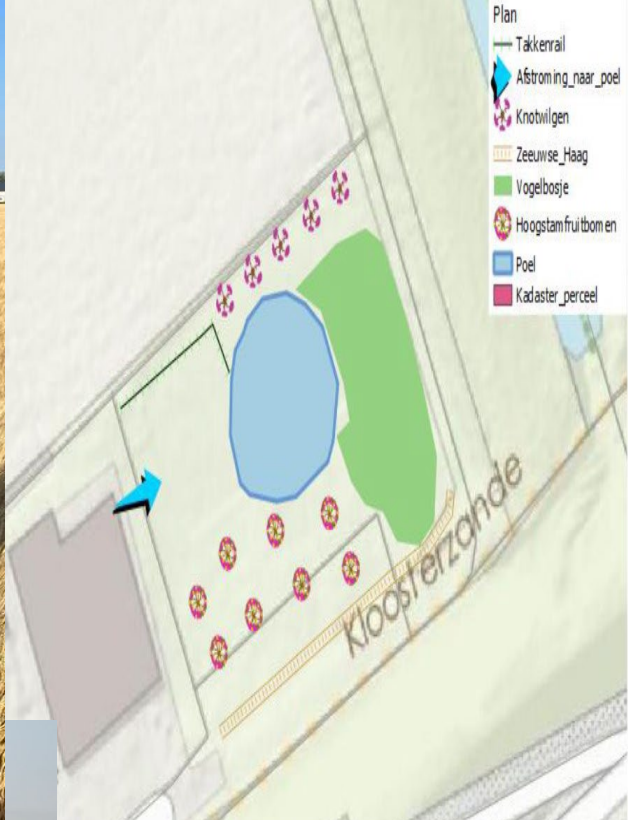 Plan
Takkenrail
Afstroming_naar_poel
Knotwilgen
Zeeuwse_Haag
Vogelbosje
Hoogstamfruitbomen
Poel
Kadaster_perceel
Kloosterzande